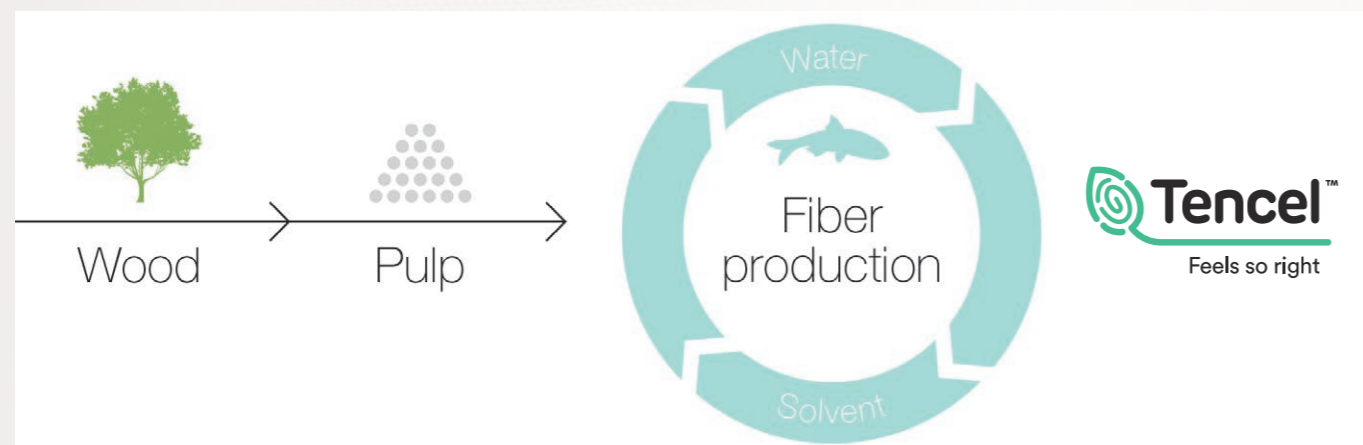 Wood
Pulp
Water
Fiber
production
Solvent
Tencel™
Feels so right